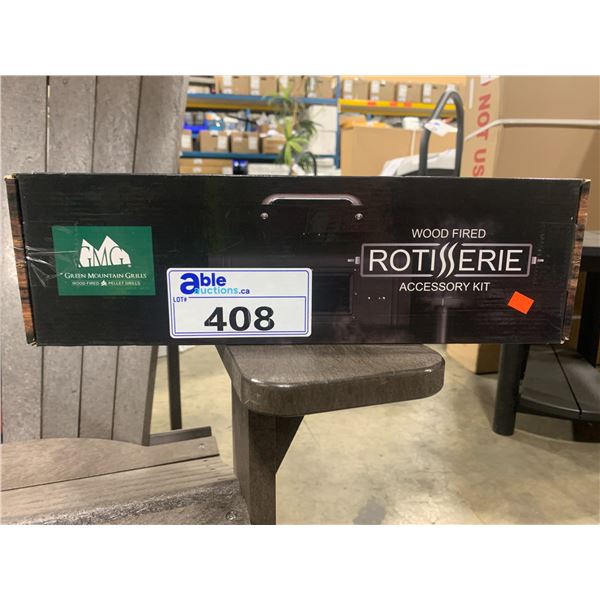 GMG
GREEN MOUNTAIN GRILLS
WOOD-FIRED PELLET GRILLS
able
auctions.ca
LOT#
408
WOOD FIRED
ROTISSERIE
ACCESSORY KIT
NOT US